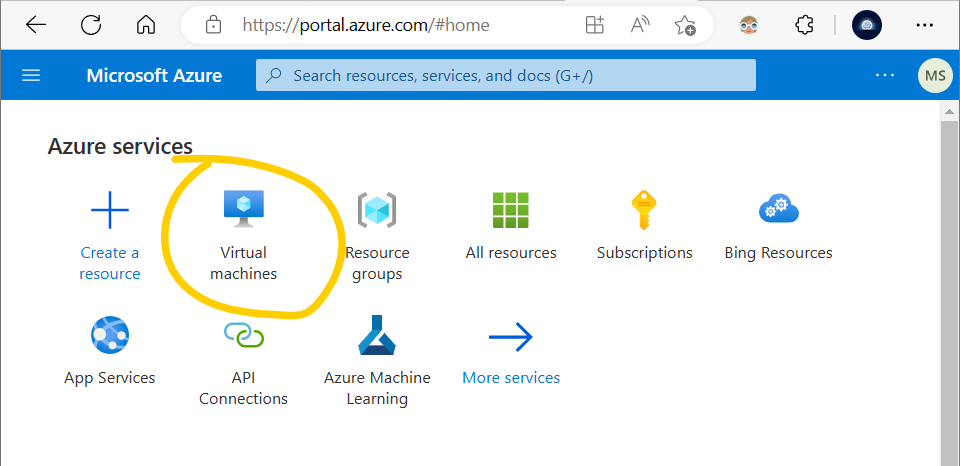 https://portal.azure.com/#home
Microsoft Azure
Search resources, services, and docs (G+/)
MS
Azure services
Create a
resource
Virtual
machines
Resource
groups
All resources
Subscriptions
Bing Resources
App Services
API
Connections
Azure Machine
Learning
More services